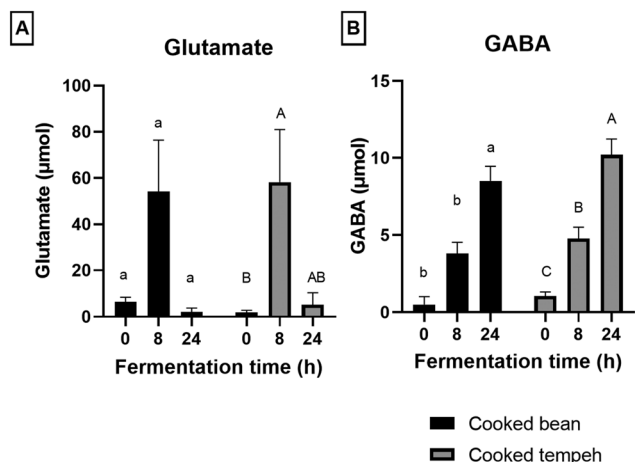 A
Glutamate
Glutamate (µmol)
100
80
60
40
20
0
a
a
a
B
A
AB
0 8 24 0 8 24
Fermentation time (h)
B
GABA
GABA (µmol)
15
10
5
0
b
b
a
C
B
A
0 8 24 0 8 24
Fermentation time (h)
Cooked bean
Cooked tempeh